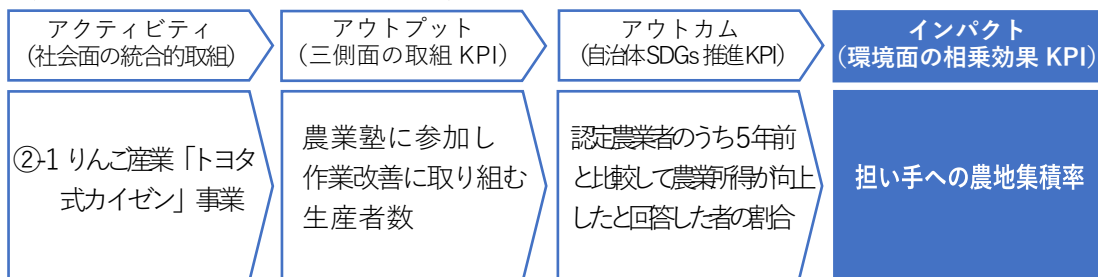 アクティビティ
(社会面の統合的取組)
アウトプット
(三側面の取組 KPI)
アウトカム
(自治体SDGs 推進KPI)
インパクト
(環境面の相乗効果 KPI)
②-1 りんご産業「トヨタ
式カイゼン」事業
農業塾に参加し
作業改善に取り組む
生産者数
認定農業者のうち5年前
と比較して農業所得が向上
したと回答した者の割合
担い手への農地集積率